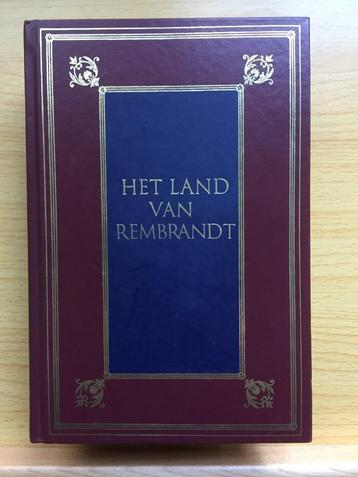 HET LAND
VAN
REMBRANDT